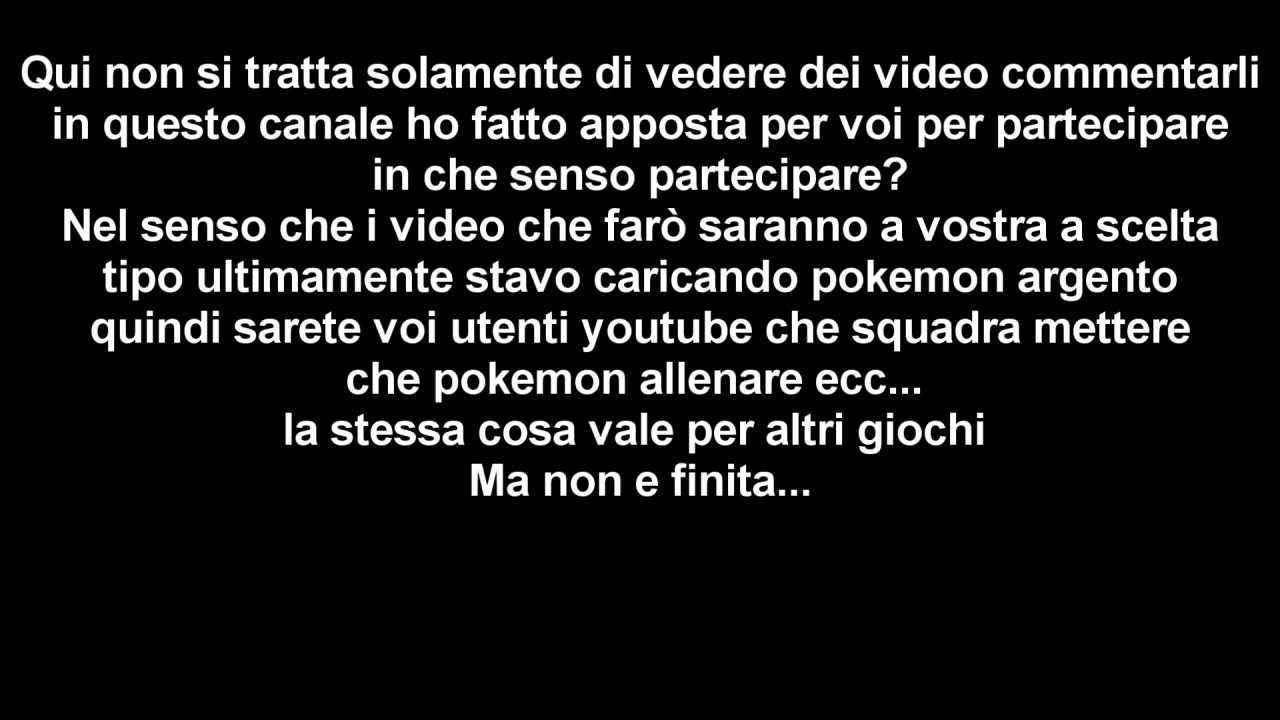 Qui non si tratta solamente di vedere dei video commentarli
in questo canale ho fatto apposta per voi per partecipare
in che senso partecipare?
Nel senso che i video che farò saranno a vostra a scelta
tipo ultimamente stavo caricando pokemon argento
quindi sarete voi utenti youtube che squadra mettere
che pokemon allenare ecc...
la stessa cosa vale per altri giochi
Ma non e finita...